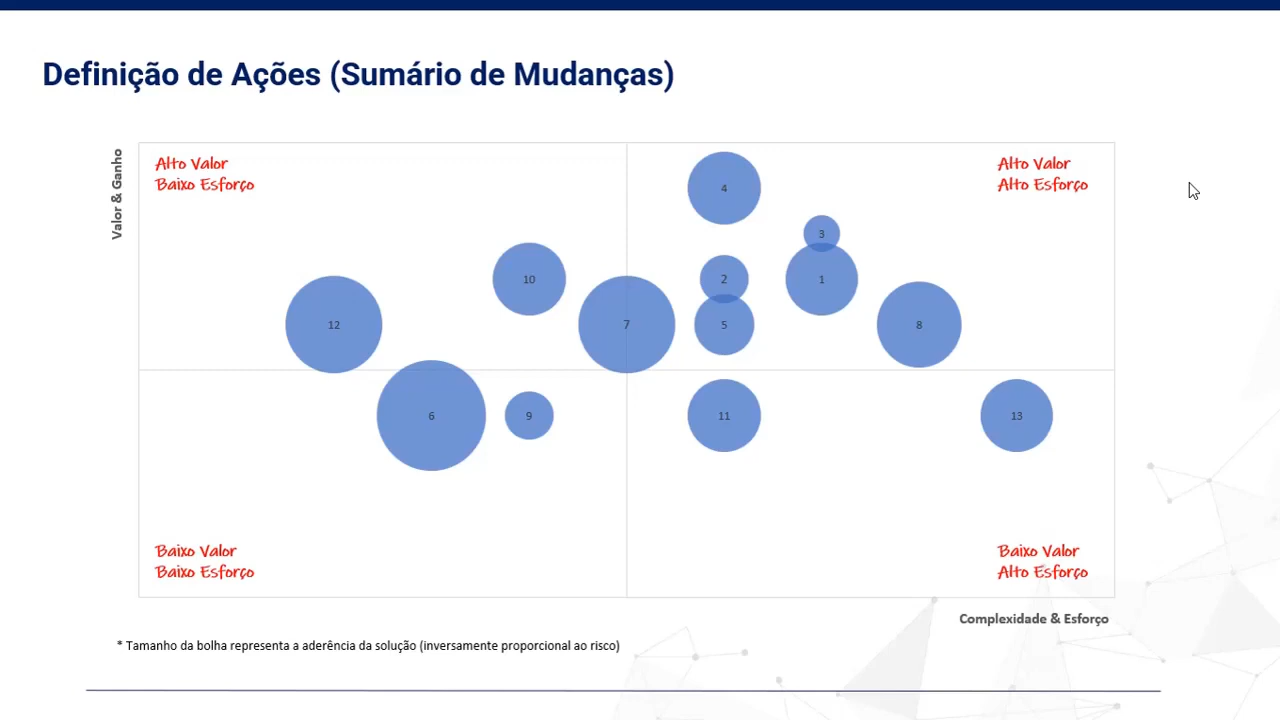 Definição de Ações (Sumário de Mudanças)
Valor & Ganho
Alto Valor
Baixo Esforço
Alto Valor
Alto Esforço
4
3
10
2
1
12
7
5
8
6
9
11
13
Baixo Valor
Baixo Esforço
Baixo Valor
Alto Esforço
Complexidade & Esforço
* Tamanho da bolha representa a aderência da solução (inversamente proporcional ao risco)